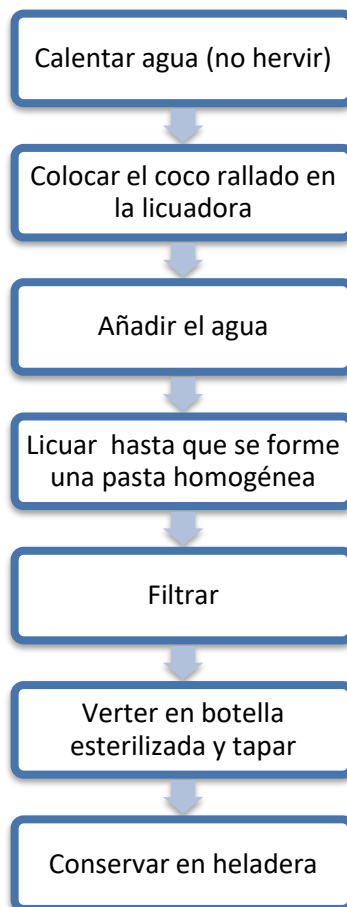 Calentar agua (no hervir)
Colocar el coco rallado en
la licuadora
Añadir el agua
Licuar hasta que se forme
una pasta homogénea
Filtrar
Verter en botella
esterilizada y tapar
Conservar en heladera